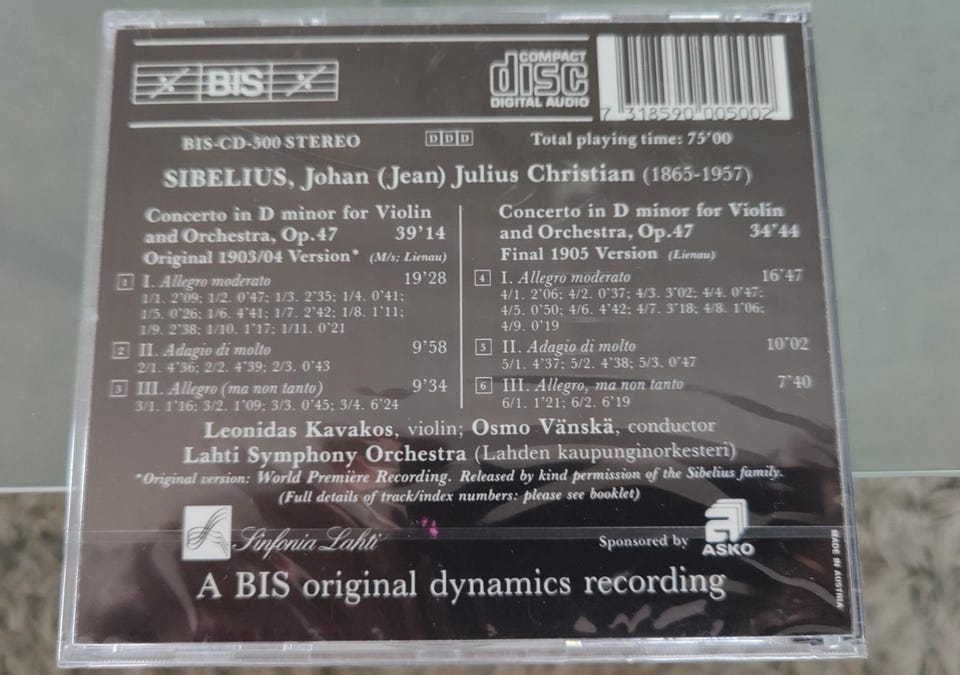 BIS
COMPACT
disc
DIGITAL AUDIO
7 318590 005002
BIS-CD-500 STEREO
DDD
Total playing time: 75'00
SIBELIUS, Johan (Jean) Julius Christian (1865-1957)
Concerto in D minor for Violin
and Orchestra, Op.47 39'14
Original 1903/04 Version* (M/s; Lienau)
1 I. Allegro moderato 19'28
1/1. 2'09; 1/2. 0'47; 1/3. 2'35; 1/4. 0'41;
1/5. 0'26; 1/6. 4'41; 1/7. 2'42; 1/8. 1'11;
1/9. 2'38; 1/10. 1'17; 1/11. 0'21
2 II. Adagio di molto 9'58
2/1. 4'36; 2/2. 4'39; 2/3. 0'43
3 III. Allegro (ma non tanto) 9'34
3/1. 1'16; 3/2. 1'09; 3/3. 0'45; 3/4. 6'24
Concerto in D minor for Violin
and Orchestra, Op.47 34'44
Final 1905 Version (Lienau)
4 I. Allegro moderato 16'47
4/1. 2'06; 4/2. 0'37; 4/3. 3'02; 4/4. 0'47;
4/5. 0'50; 4/6. 4'42; 4/7. 3'18; 4/8. 1'06;
4/9. 0'19
5 II. Adagio di molto 10'02
5/1. 4'37; 5/2. 4'38; 5/3. 0'47
6 III. Allegro, ma non tanto 7'40
6/1. 1'21; 6/2. 6'19
Leonidas Kavakos, violin; Osmo Vänskä, conductor
Lahti Symphony Orchestra (Lahden kaupunginorkesteri)
*Original version: World Première Recording. Released by kind permission of the Sibelius family.
(Full details of track/index numbers: please see booklet)
Sinfonia Lahti
Sponsored by
ASKO
A BIS original dynamics recording
MADE IN AUSTRIA